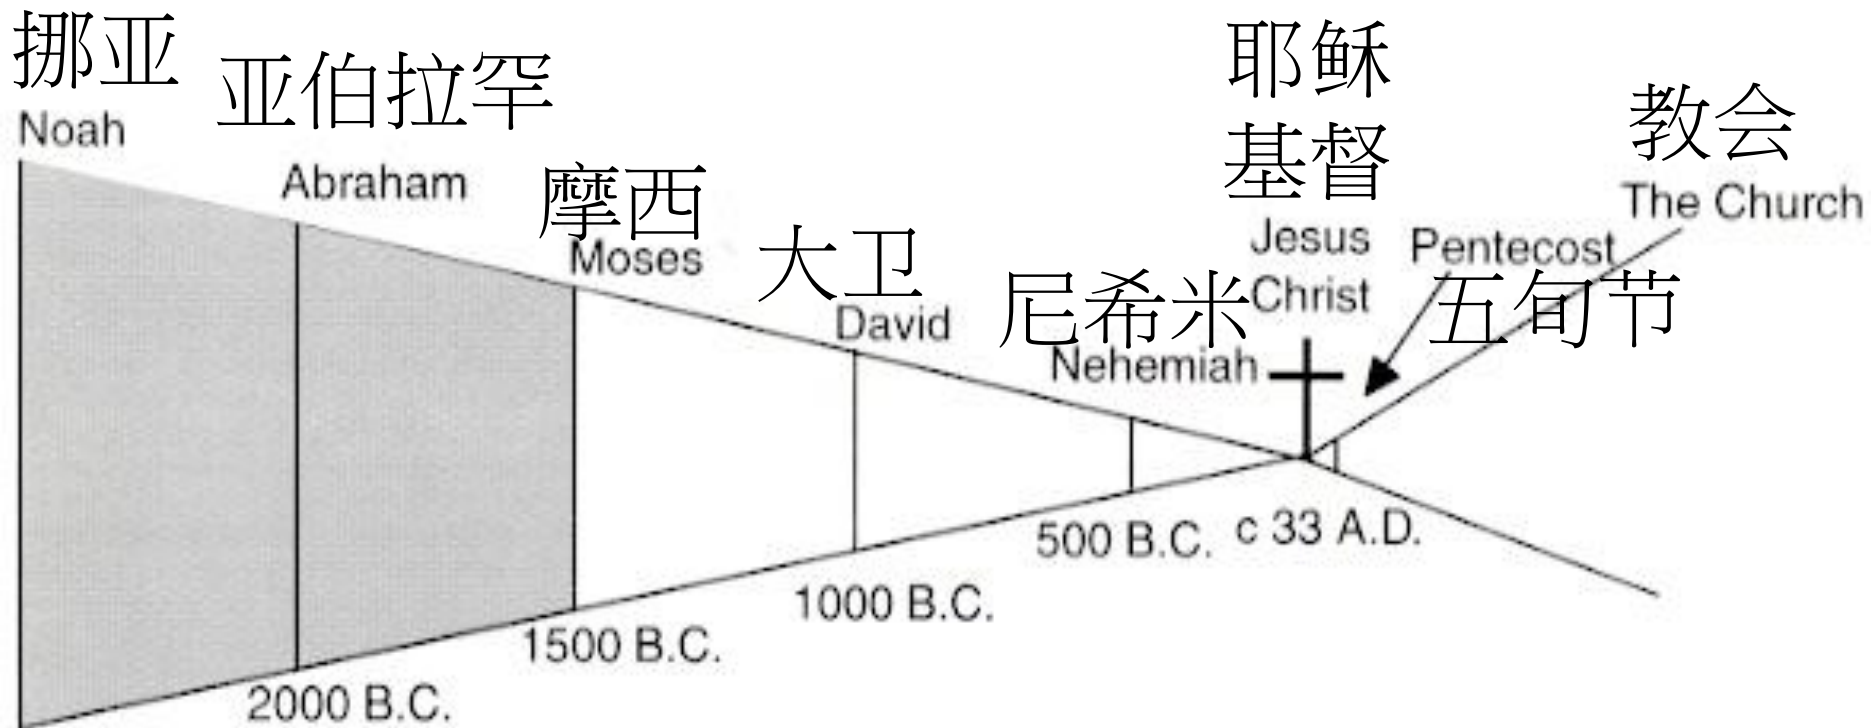 挪亚
Noah
亚伯拉罕
Abraham
摩西
Moses
大卫
David
尼希米
Nehemiah
耶稣
基督
Jesus
Christ
Pentecost
五旬节
教会
The Church
2000 B.C.
1500 B.C.
1000 B.C.
500 B.C.
c 33 A.D.